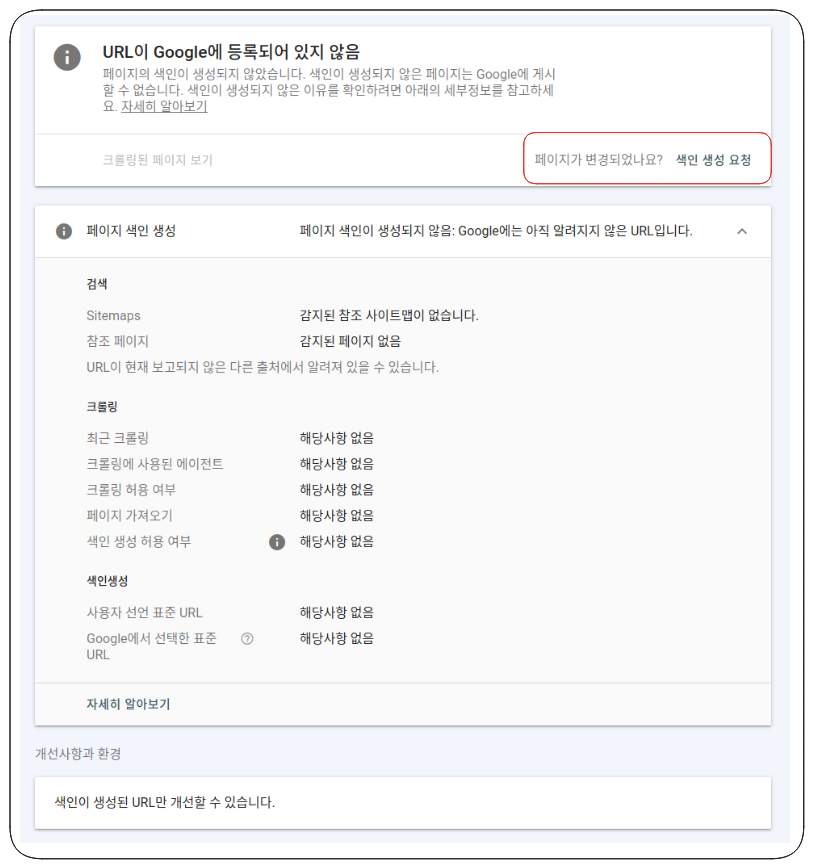 URL이 Google에 등록되어 있지 않음
페이지의 색인이 생성되지 않았습니다. 색인이 생성되지 않은 페이지는 Google에 게시
할 수 없습니다. 색인이 생성되지 않은 이유를 확인하려면 아래의 세부정보를 참고하세
요. 자세히 알아보기
크롤링된 페이지 보기
페이지가 변경되었나요? 색인 생성 요청
페이지 색인 생성
페이지 색인이 생성되지 않음: Google에는 아직 알려지지 않은 URL입니다.
검색
Sitemaps 감지된 참조 사이트맵이 없습니다.
참조 페이지 감지된 페이지 없음
URL이 현재 보고되지 않은 다른 출처에서 알려져 있을 수 있습니다.
크롤링
최근 크롤링 해당사항 없음
크롤링에 사용된 에이전트 해당사항 없음
크롤링 허용 여부 해당사항 없음
페이지 가져오기 해당사항 없음
색인 생성 허용 여부 해당사항 없음
색인생성
사용자 선언 표준 URL 해당사항 없음
Google에서 선택한 표준 해당사항 없음
URL
자세히 알아보기
개선사항과 환경
색인이 생성된 URL만 개선할 수 있습니다.